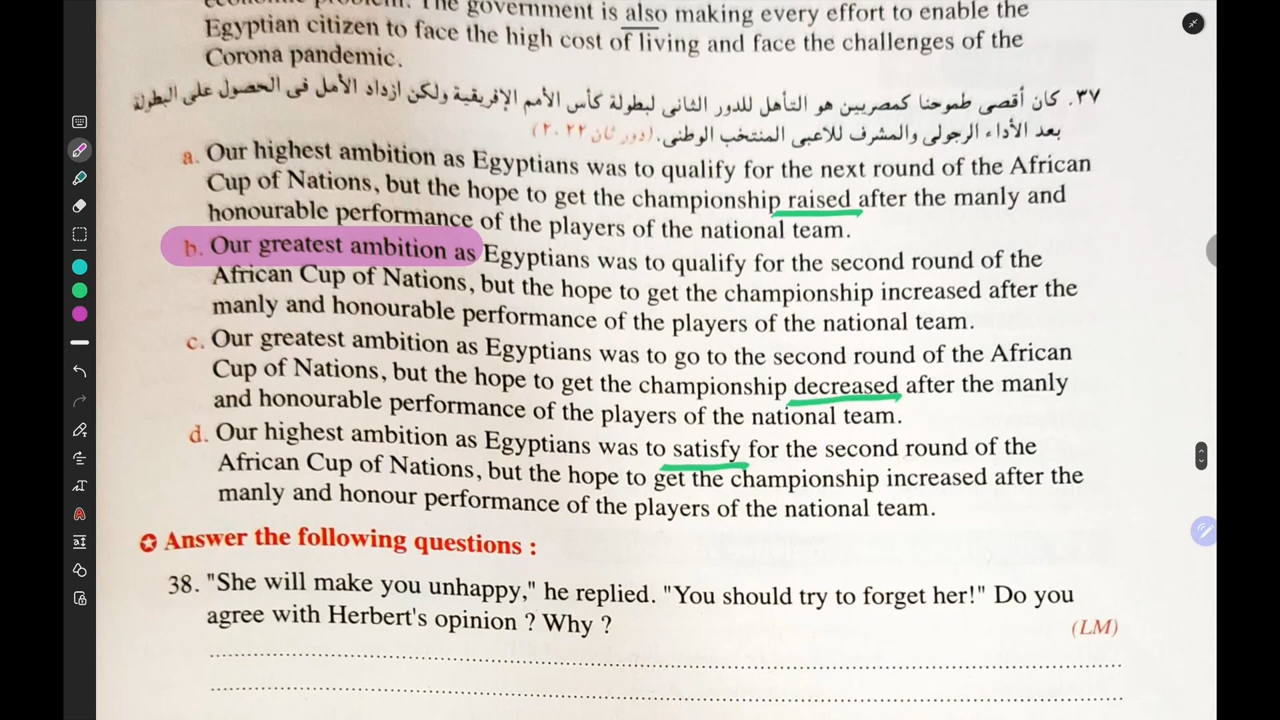 economic problem. The government is also making every effort to enable the
Egyptian citizen to face the high cost of living and face the challenges of the
Corona pandemic.
٣٧. كان أقصى طموحنا كمصريين هو التأهل للدور الثانى لبطولة كأس الأمم الإفريقية ولكن ازداد الأمل فى الحصول على البطولة
بعد الأداء الرجولى والمشرف للاعبى المنتخب الوطنى. (دور ثان ٢٠٢٢)
a. Our highest ambition as Egyptians was to qualify for the next round of the African
Cup of Nations, but the hope to get the championship raised after the manly and
honourable performance of the players of the national team.
b. Our greatest ambition as Egyptians was to qualify for the second round of the
African Cup of Nations, but the hope to get the championship increased after the
manly and honourable performance of the players of the national team.
c. Our greatest ambition as Egyptians was to go to the second round of the African
Cup of Nations, but the hope to get the championship decreased after the manly
and honourable performance of the players of the national team.
d. Our highest ambition as Egyptians was to satisfy for the second round of the
African Cup of Nations, but the hope to get the championship increased after the
manly and honour performance of the players of the national team.
Answer the following questions :
38. "She will make you unhappy," he replied. "You should try to forget her!" Do you
agree with Herbert's opinion ? Why ?
(LM)